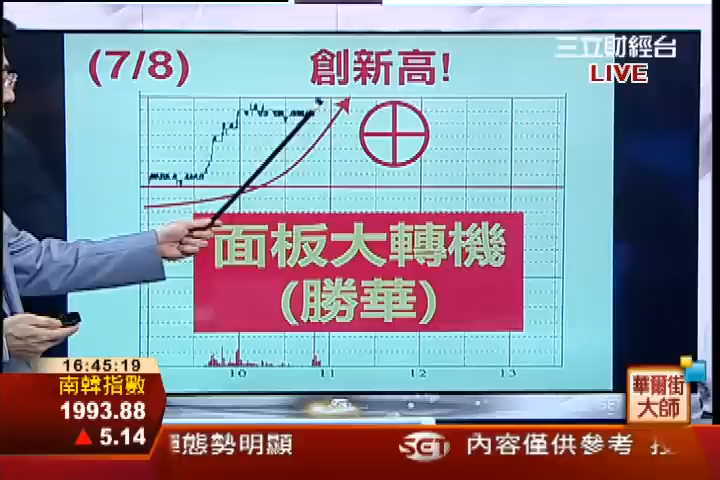 三立財經台
LIVE
(7/8)
創新高!
面板大轉機
(勝華)
10 11 12 13
16:45:19
南韓指數
1993.88
▲ 5.14
華爾街
大師
態勢明顯 SET 內容僅供參考